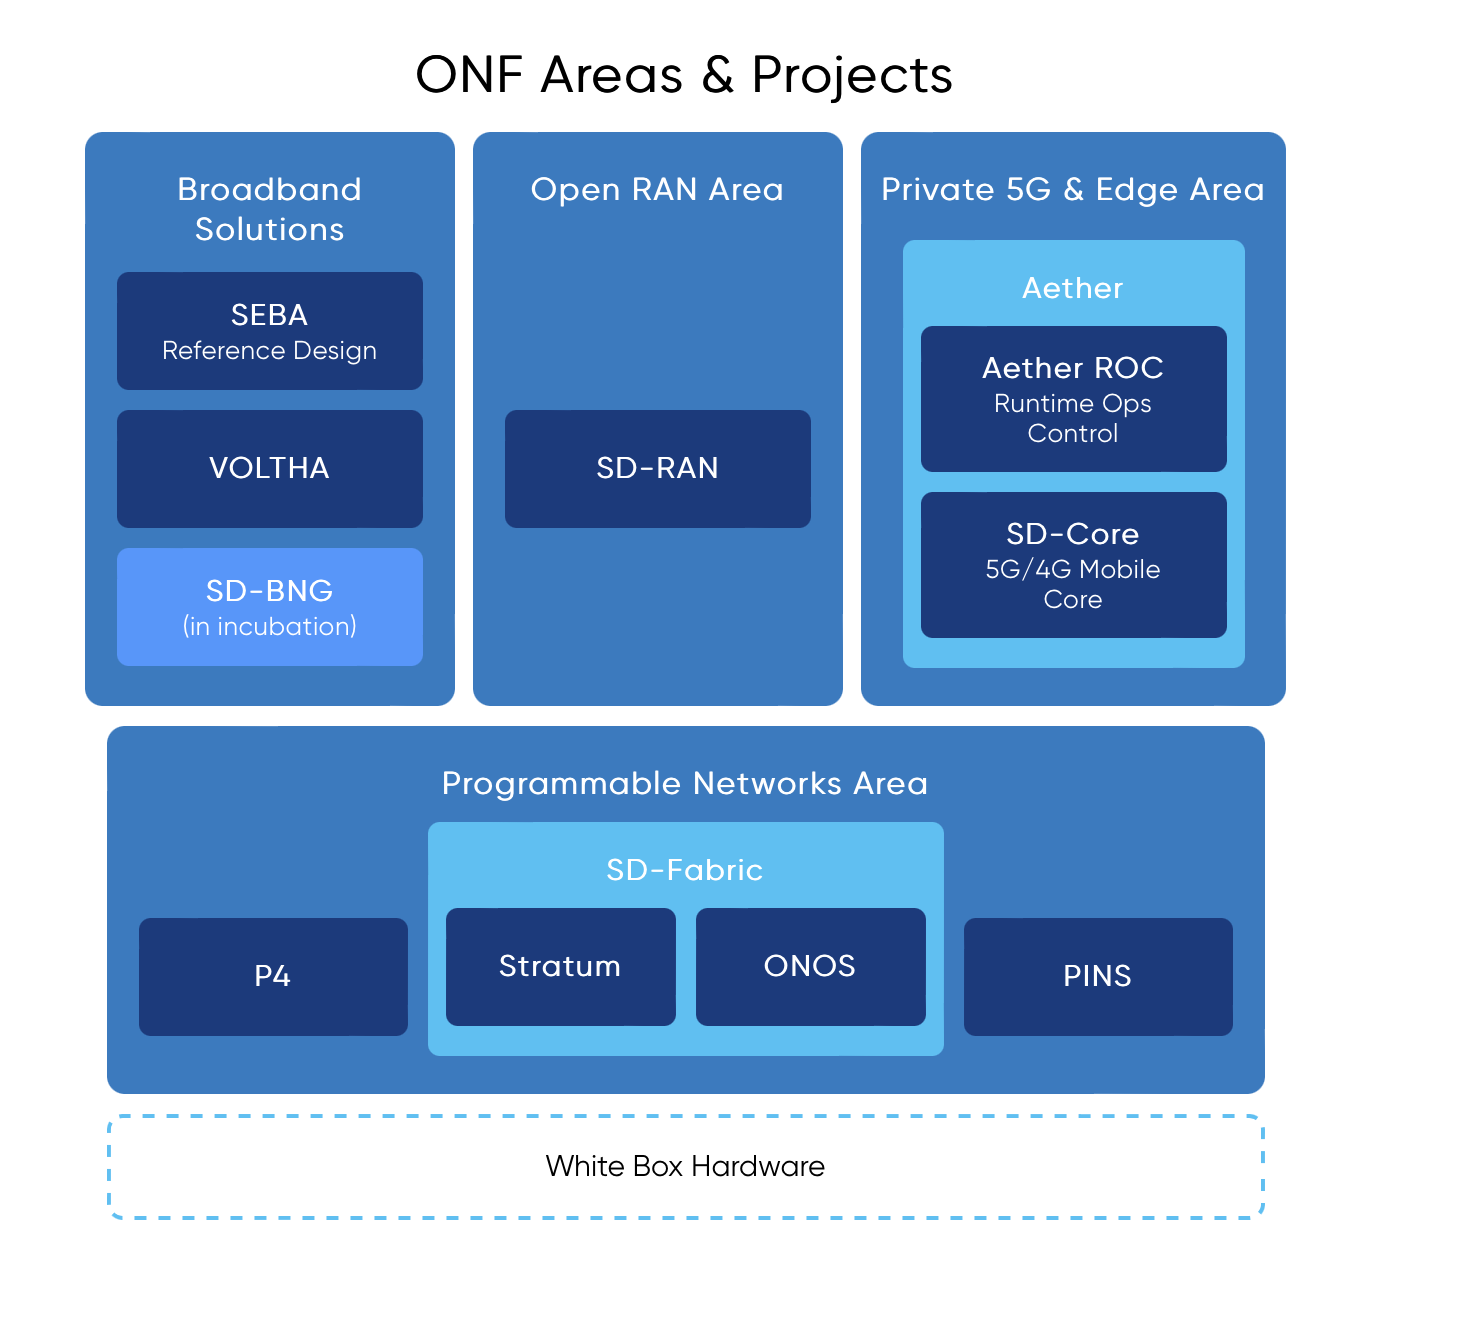 ONF Areas & Projects
Broadband
Solutions
SEBA
Reference Design
VOLTHA
SD-BNG
(in incubation)
Open RAN Area
SD-RAN
Private 5G & Edge Area
Aether
Aether ROC
Runtime Ops
Control
SD-Core
5G/4G Mobile
Core
Programmable Networks Area
SD-Fabric
P4
Stratum
ONOS
PINS
White Box Hardware